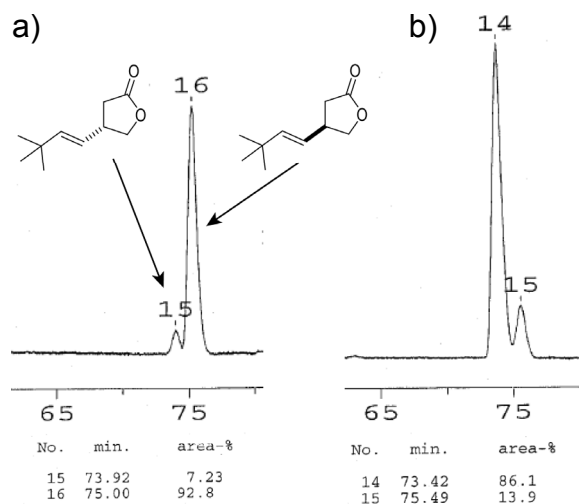 a)
b)
14
16
O
O
O
O
15
15
65 75
65 75
No. min. area-%
15 73.92 7.23
16 75.00 92.8
No. min. area-%
14 73.42 86.1
15 75.49 13.9